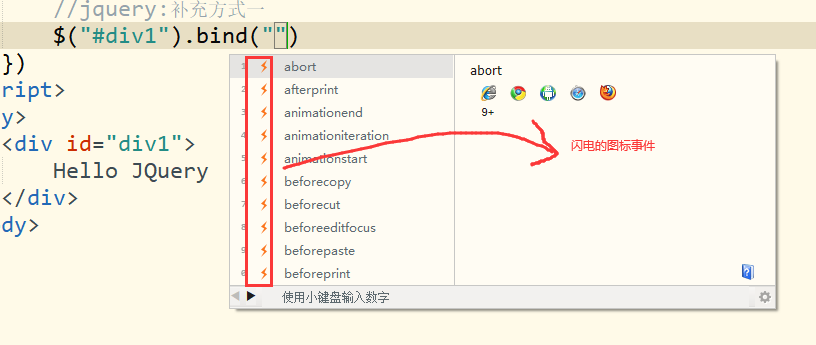 //jquery:补充方式一
$("#div1").bind("")
})
ript>
y>
<div id="div1">
Hello JQuery
</div>
dy>
1 abort
2 afterprint
3 animationend
4 animationiteration
5 animationstart
6 beforecopy
7 beforecut
8 beforeeditfocus
9 beforepaste
0 beforeprint
使用小键盘输入数字
abort
9+
闪电的图标事件